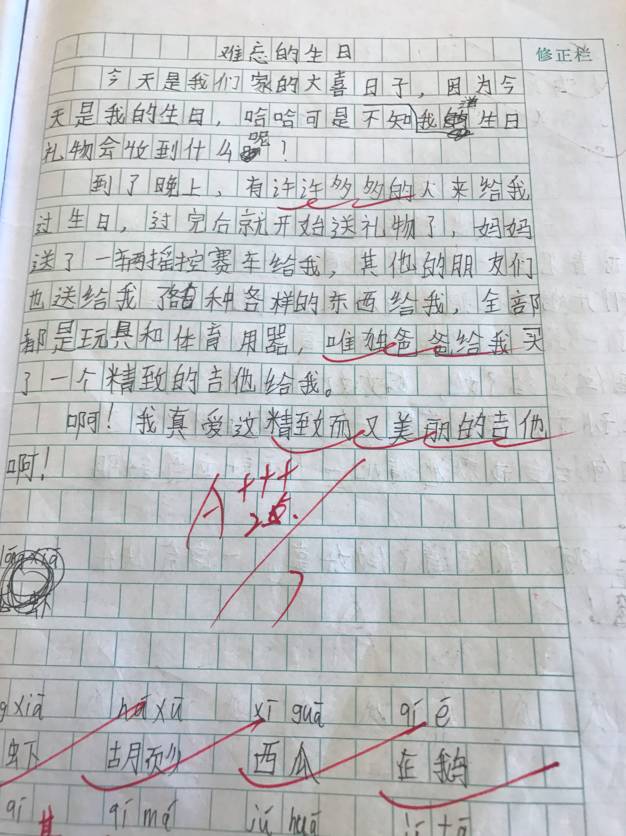 难忘的生日
修正栏
今天是我们家的大喜日子，因为今
天是我的生日，哈哈可是不知我生日
礼物会收到什么呢？
到了晚上，有许许多多的人来给我
过生日，过完后就开始送礼物了，妈妈
送了一辆摇控赛车给我，其他的朋友们
也送给我了各种各样的东西给我，全部
都是玩具和体育用器，唯独爸爸给我买
了一个精致的吉他给我。
啊！我真爱这精致而又美丽的吉他
啊！
A+++
g xiā hú xū xī guā qí é
虾 胡须 西瓜 企鹅
qí qí mǎ jú huā jí tā